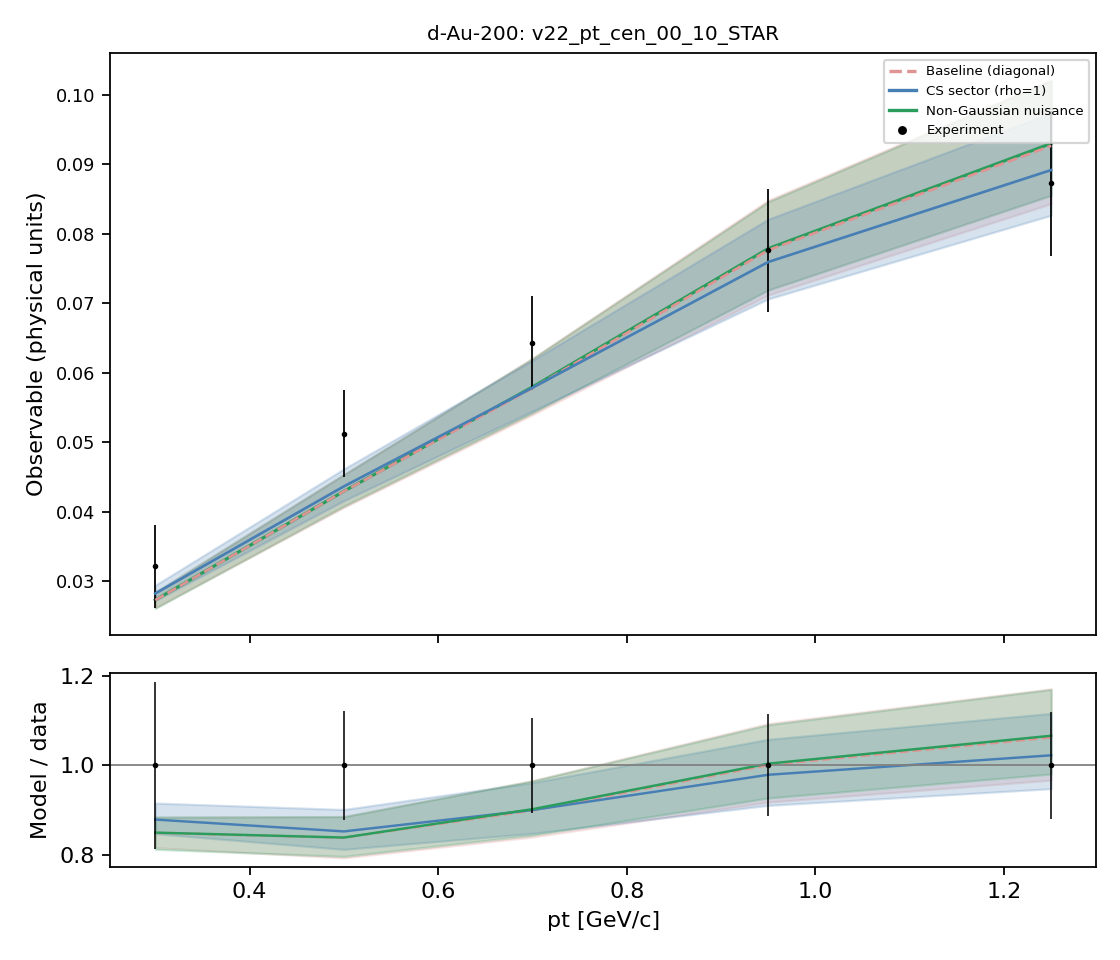 d-Au-200: v22_pt_cen_00_10_STAR
Baseline (diagonal)
CS sector (rho=1)
Non-Gaussian nuisance
Experiment
Observable (physical units)
0.10
0.09
0.08
0.07
0.06
0.05
0.04
0.03
Model / data
1.2
1.0
0.8
0.4 0.6 0.8 1.0 1.2
pt [GeV/c]